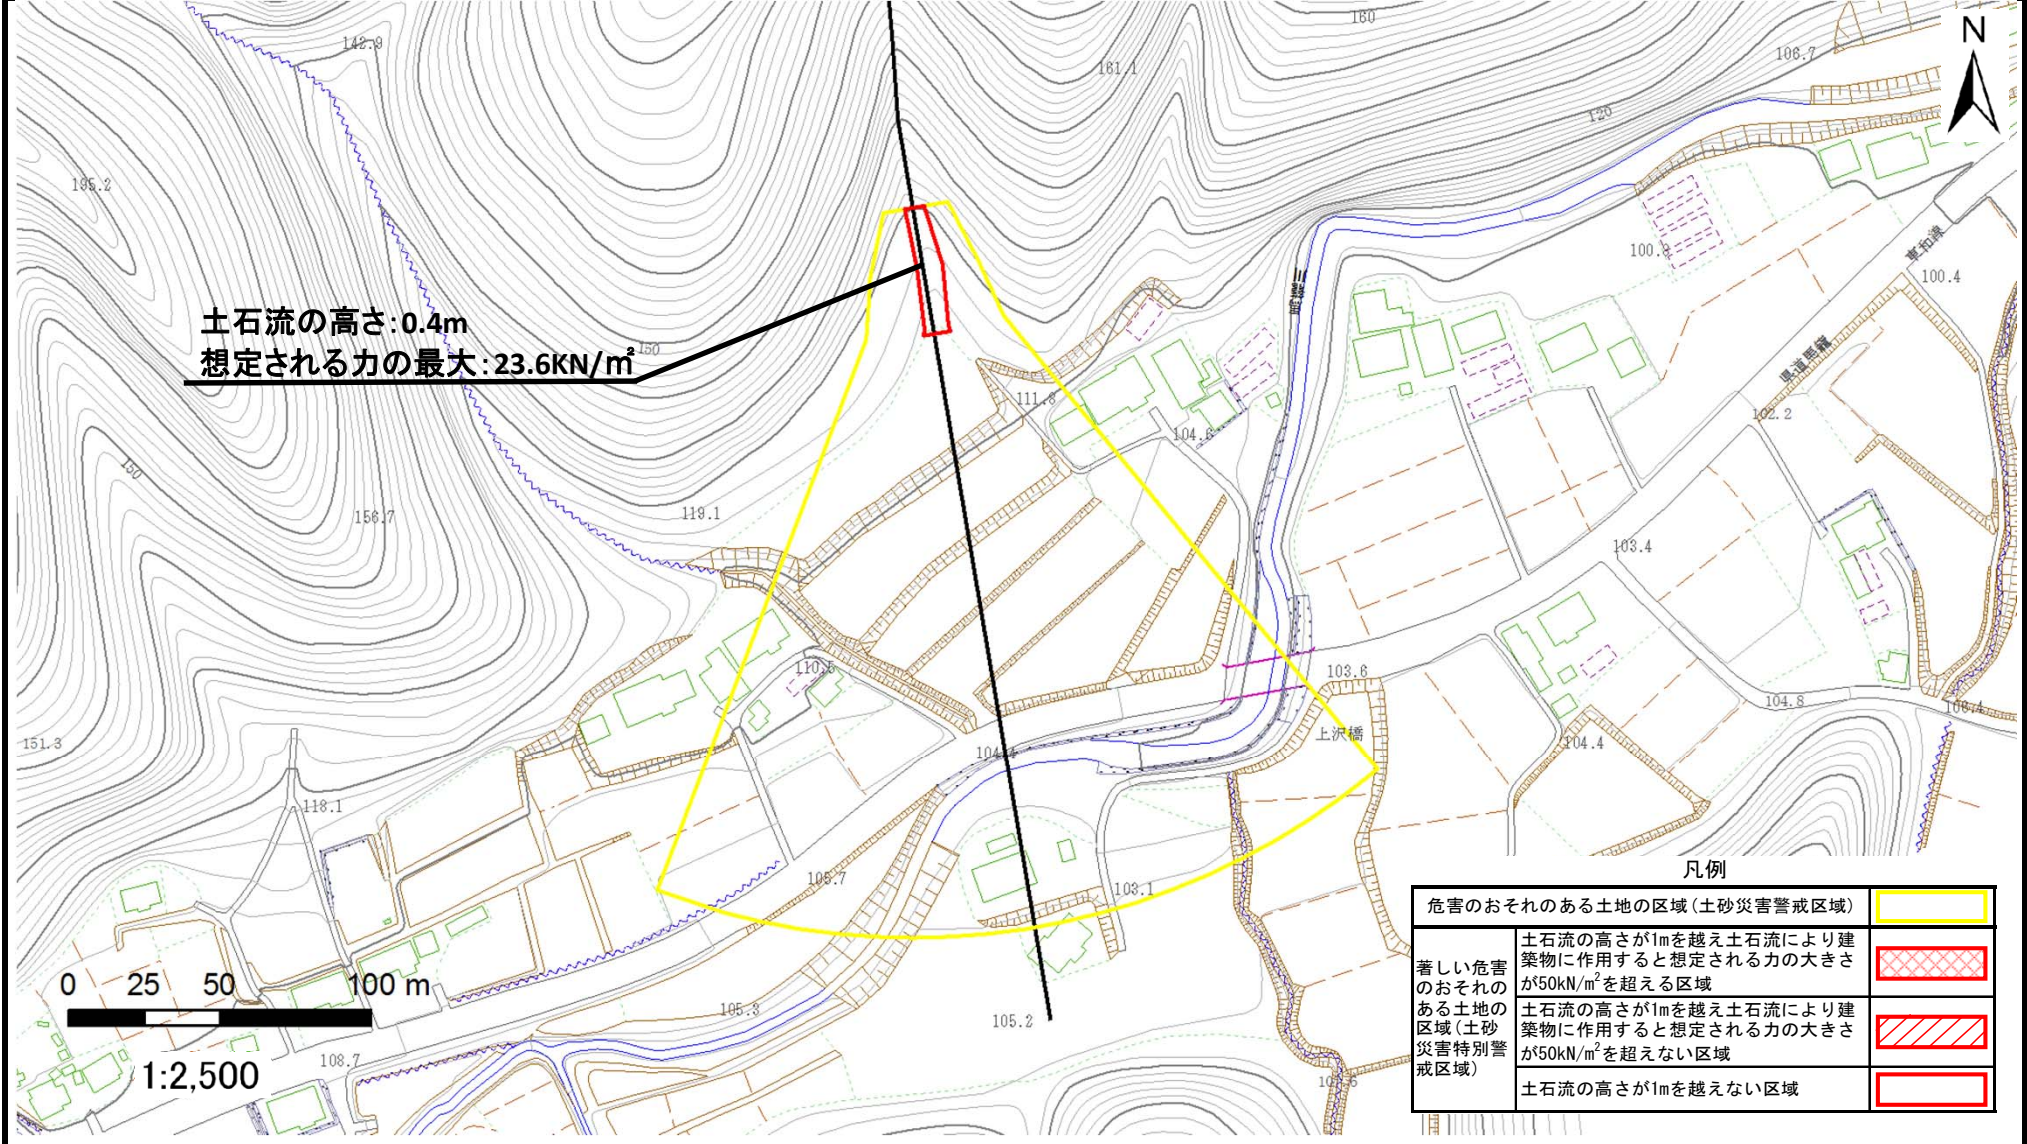 160
N
142.9
106.7
161.1
120
195.2
100.4
土石流の高さ:0.4m
150
想定される力の最大:23.6KN/㎡
111.8
102.2
104.6
150
156.7
119.1
103.4
110.5
103.6
104.8
上沢橋
151.3
104.4
118.1
105.7
103.1
0 25 50 100 m
105.3
105.2
1:2,500
108.7
凡例
危害のおそれのある土地の区域(土砂災害警戒区域)
著しい危害
のおそれの
ある土地の
区域(土砂
災害特別警
戒区域)
土石流の高さが1mを越え土石流により建
築物に作用すると想定される力の大きさ
が50kN/m²を超える区域
土石流の高さが1mを越え土石流により建
築物に作用すると想定される力の大きさ
が50kN/m²を超えない区域
土石流の高さが1mを越えない区域